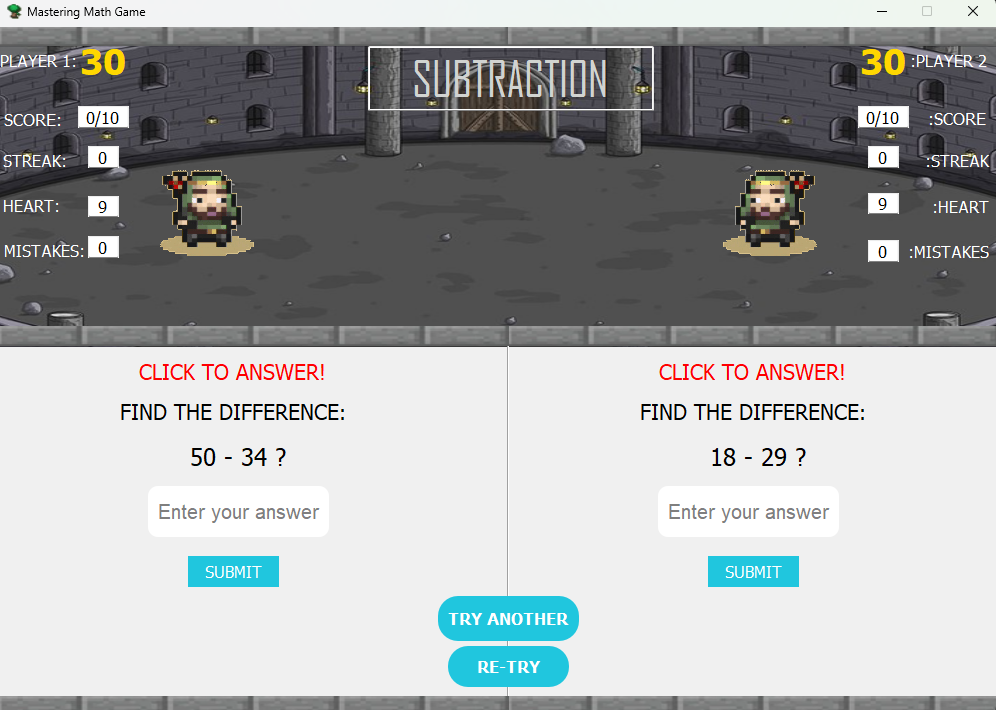 Mastering Math Game
PLAYER 1: 30
SUBTRACTION
30 :PLAYER 2
SCORE: 0/10
0/10 :SCORE
STREAK: 0
0 :STREAK
HEART: 9
9 :HEART
MISTAKES: 0
0 :MISTAKES
CLICK TO ANSWER!
FIND THE DIFFERENCE:
50 - 34 ?
Enter your answer
SUBMIT
CLICK TO ANSWER!
FIND THE DIFFERENCE:
18 - 29 ?
Enter your answer
SUBMIT
TRY ANOTHER
RE-TRY